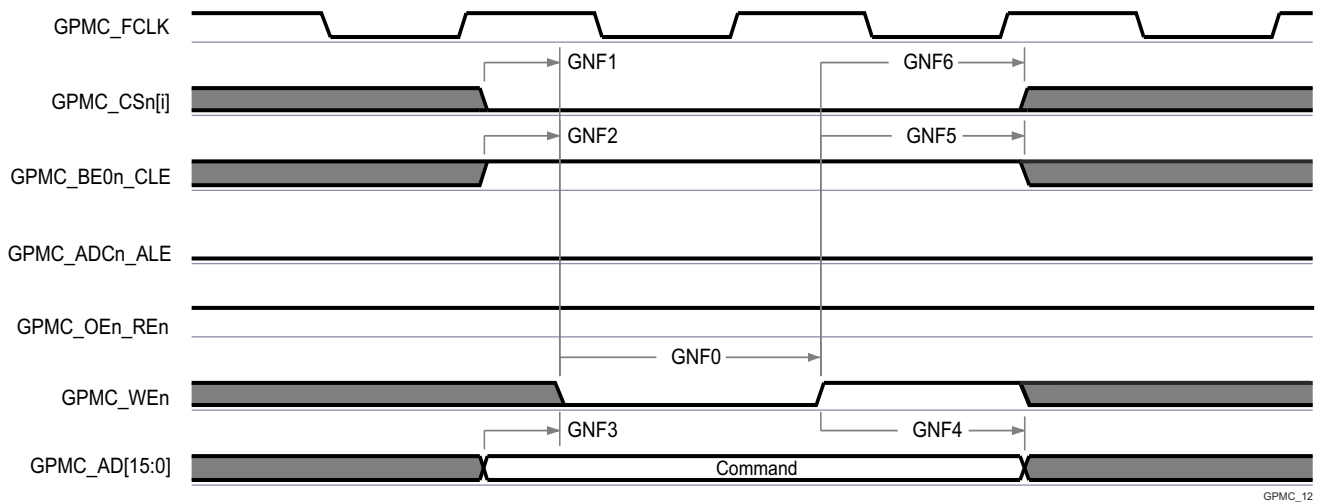 GPMC_FCLK
GNF1
GNF6
GPMC_CSn[i]
GNF2
GNF5
GPMC_BE0n_CLE
GPMC_ADCn_ALE
GPMC_OEn_REn
GNF0
GPMC_WEn
GNF3
GNF4
GPMC_AD[15:0]
Command
GPMC_12